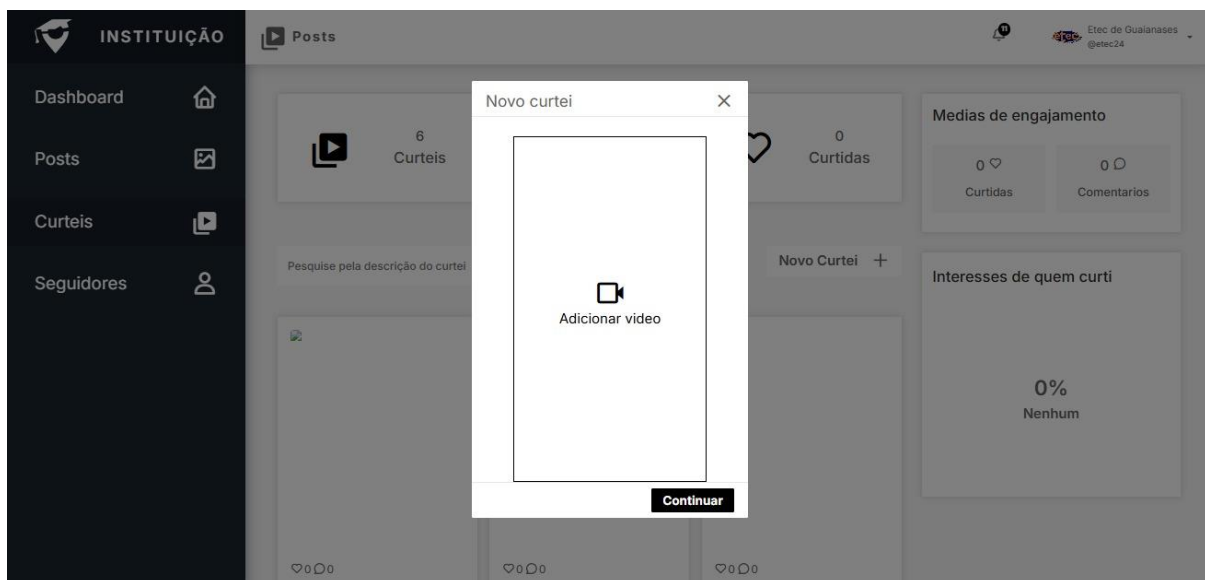 INSTITUIÇÃO
Posts
Etec de Guaianases
@etec24
Dashboard
Posts
Curteis
Seguidores
6
Curteis
0
Curtidas
Medias de engajamento
0
Curtidas
0
Comentarios
Pesquise pela descrição do curtei
Novo Curtei
Interesses de quem curti
0%
Nenhum
Novo curtei
Adicionar video
Continuar
0 0
0 0
0 0